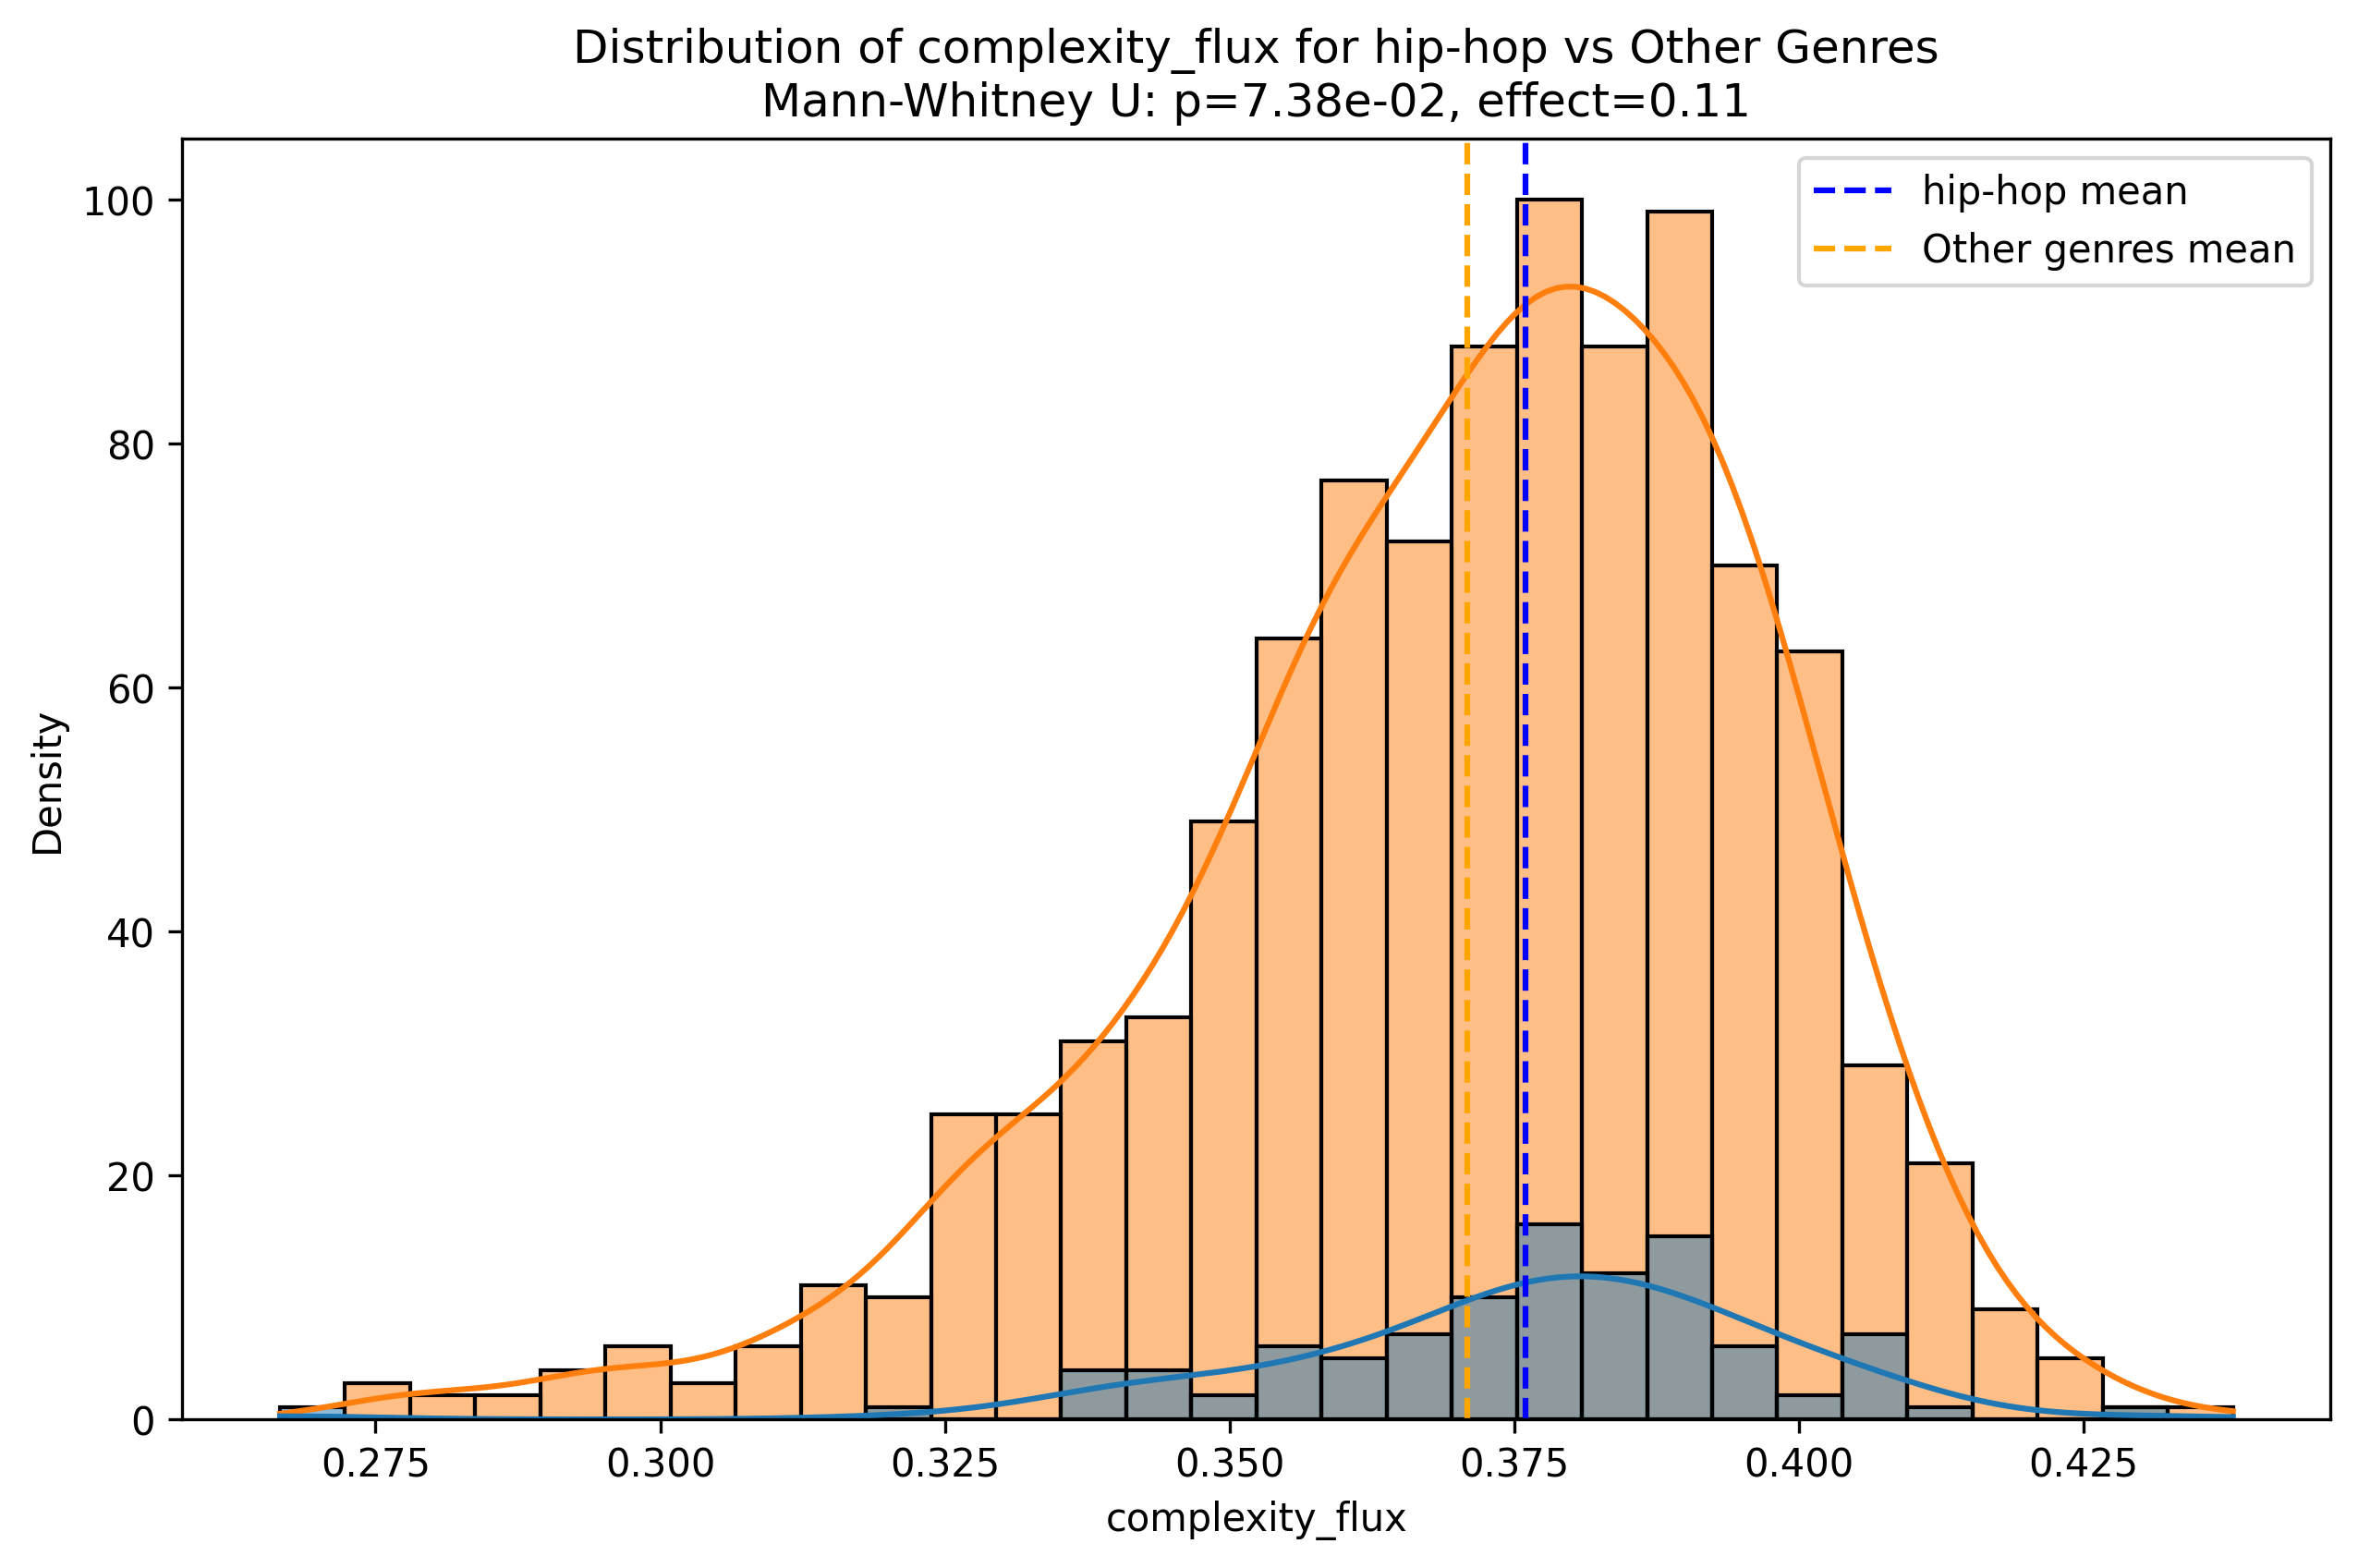 Distribution of complexity_flux for hip-hop vs Other Genres
Mann-Whitney U: p=7.38e-02, effect=0.11
hip-hop mean
Other genres mean
Density
100
80
60
40
20
0
0.275 0.300 0.325 0.350 0.375 0.400 0.425
complexity_flux